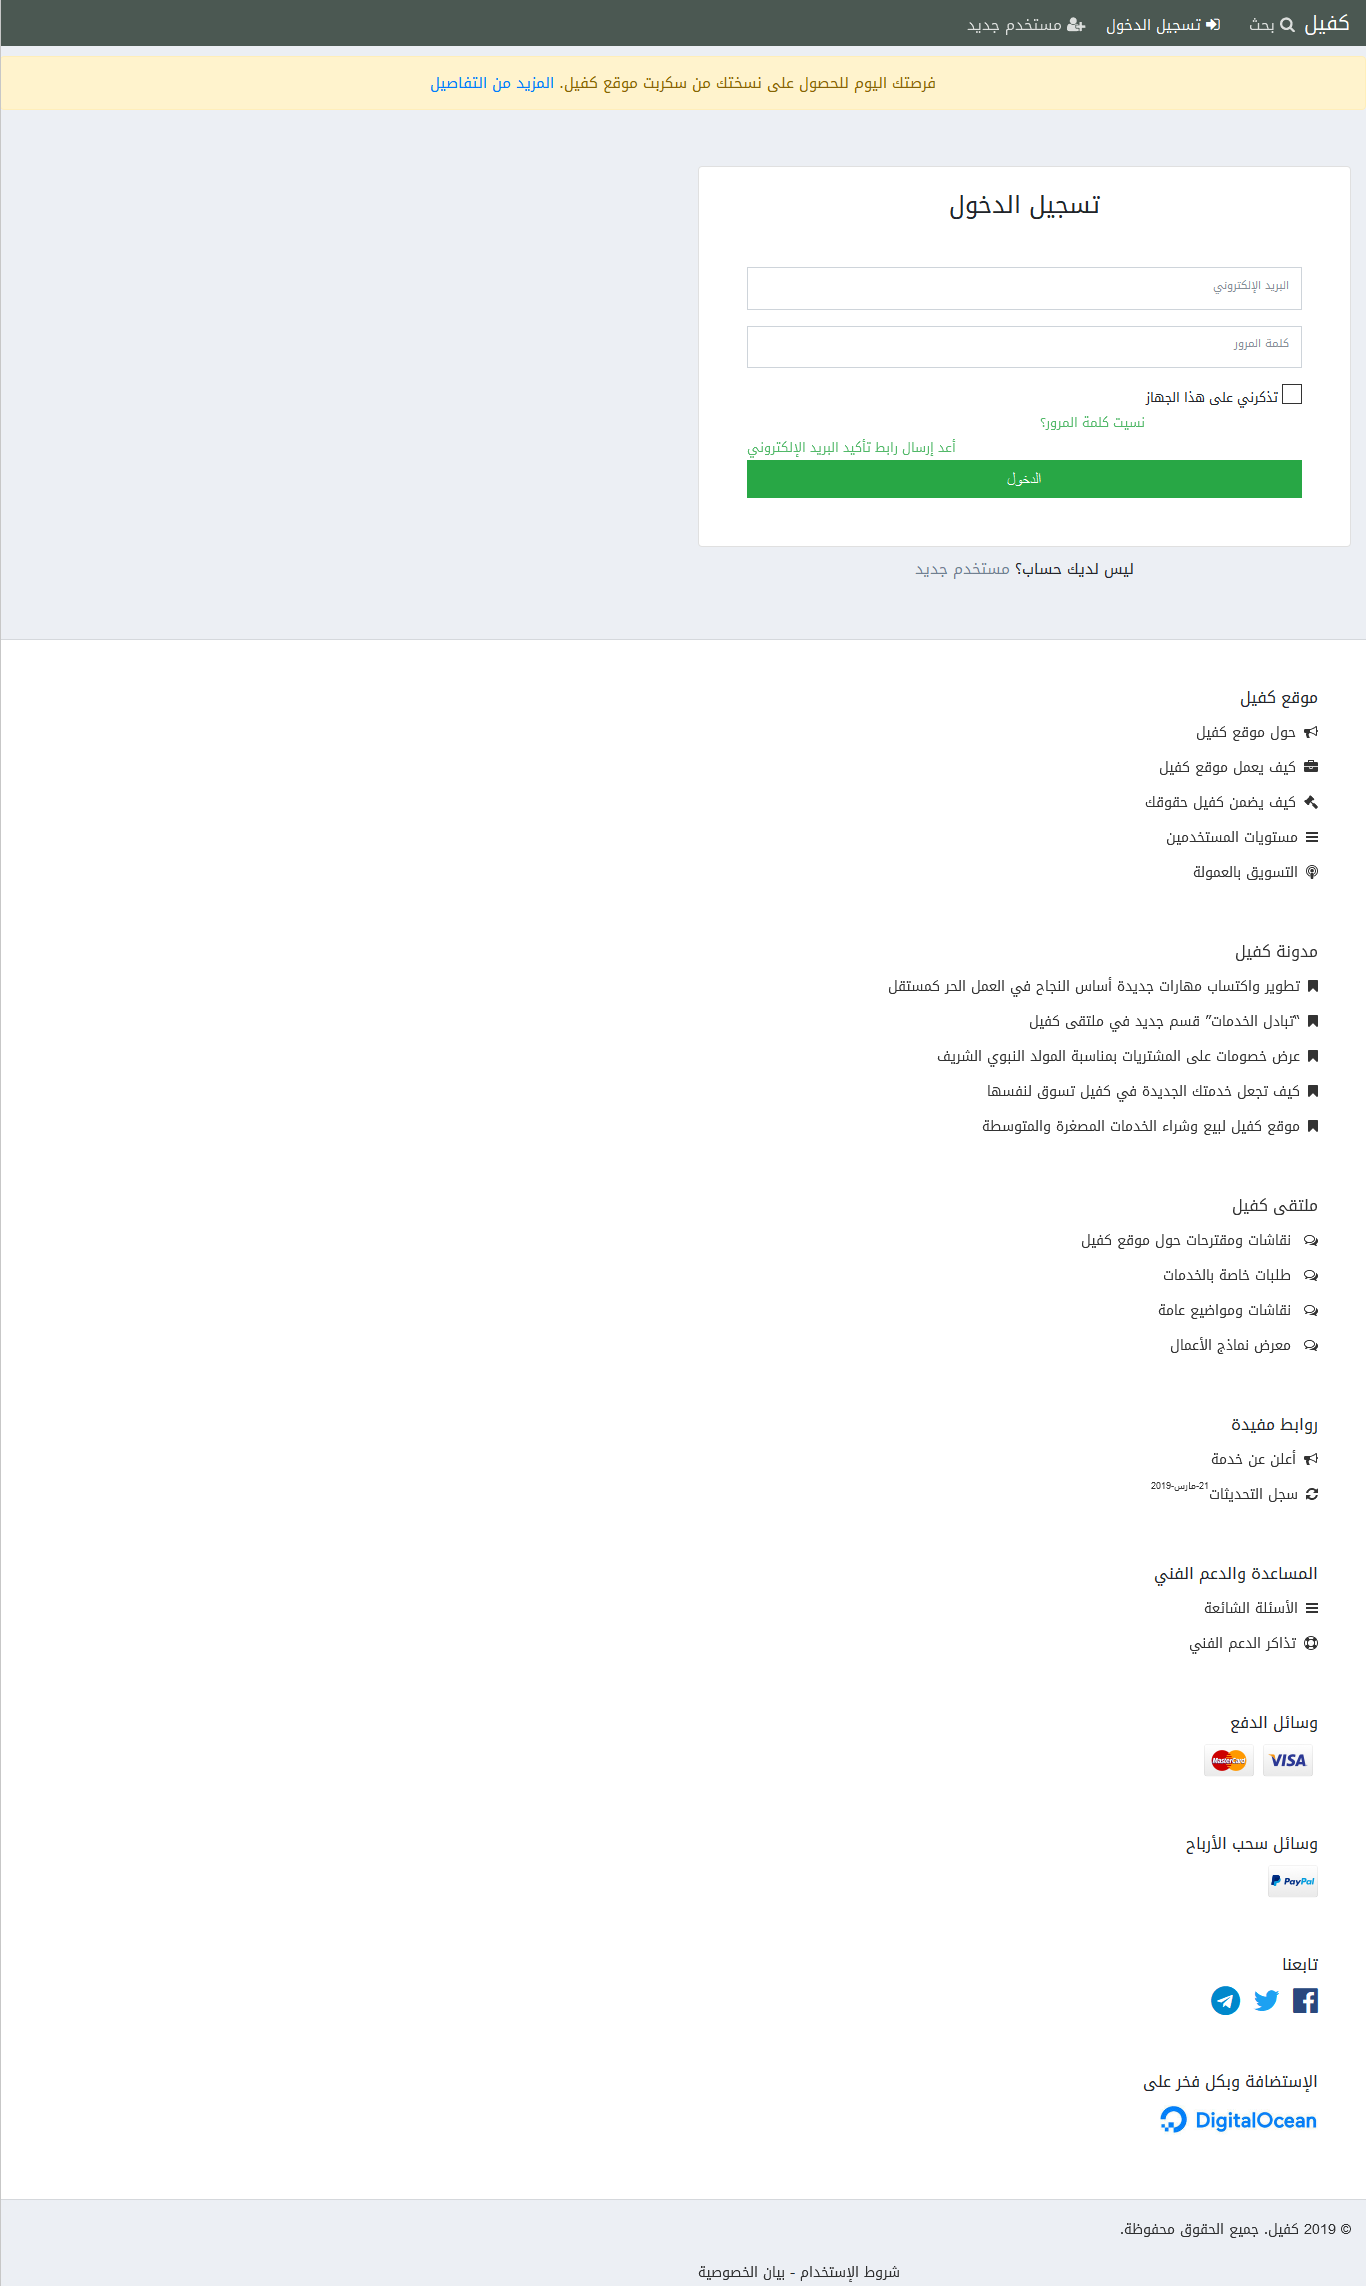 كفيل بحث تسجيل الدخول مستخدم جديد
فرصتك اليوم للحصول على نسختك من سكربت موقع كفيل. المزيد من التفاصيل
تسجيل الدخول
البريد الإلكتروني
كلمة المرور
تذكرني على هذا الجهاز
نسيت كلمة المرور؟
أعد إرسال رابط تأكيد البريد الإلكتروني
الدخول
ليس لديك حساب؟ مستخدم جديد
موقع كفيل
حول موقع كفيل
كيف يعمل موقع كفيل
كيف يضمن كفيل حقوقك
مستويات المستخدمين
التسويق بالعمولة
مدونة كفيل
تطوير واكتساب مهارات جديدة أساس النجاح في العمل الحر كمستقل
“تبادل الخدمات” قسم جديد في ملتقى كفيل
عرض خصومات على المشتريات بمناسبة المولد النبوي الشريف
كيف تجعل خدمتك الجديدة في كفيل تسوق لنفسها
موقع كفيل لبيع وشراء الخدمات المصغرة والمتوسطة
ملتقى كفيل
نقاشات ومقترحات حول موقع كفيل
طلبات خاصة بالخدمات
نقاشات ومواضيع عامة
معرض نماذج الأعمال
روابط مفيدة
أعلن عن خدمة
سجل التحديثات 21-مارس-2019
المساعدة والدعم الفني
الأسئلة الشائعة
تذاكر الدعم الفني
وسائل الدفع
VISA MasterCard
وسائل سحب الأرباح
PayPal
تابعنا
الإستضافة وبكل فخر على
DigitalOcean
© 2019 كفيل. جميع الحقوق محفوظة.
شروط الإستخدام - بيان الخصوصية